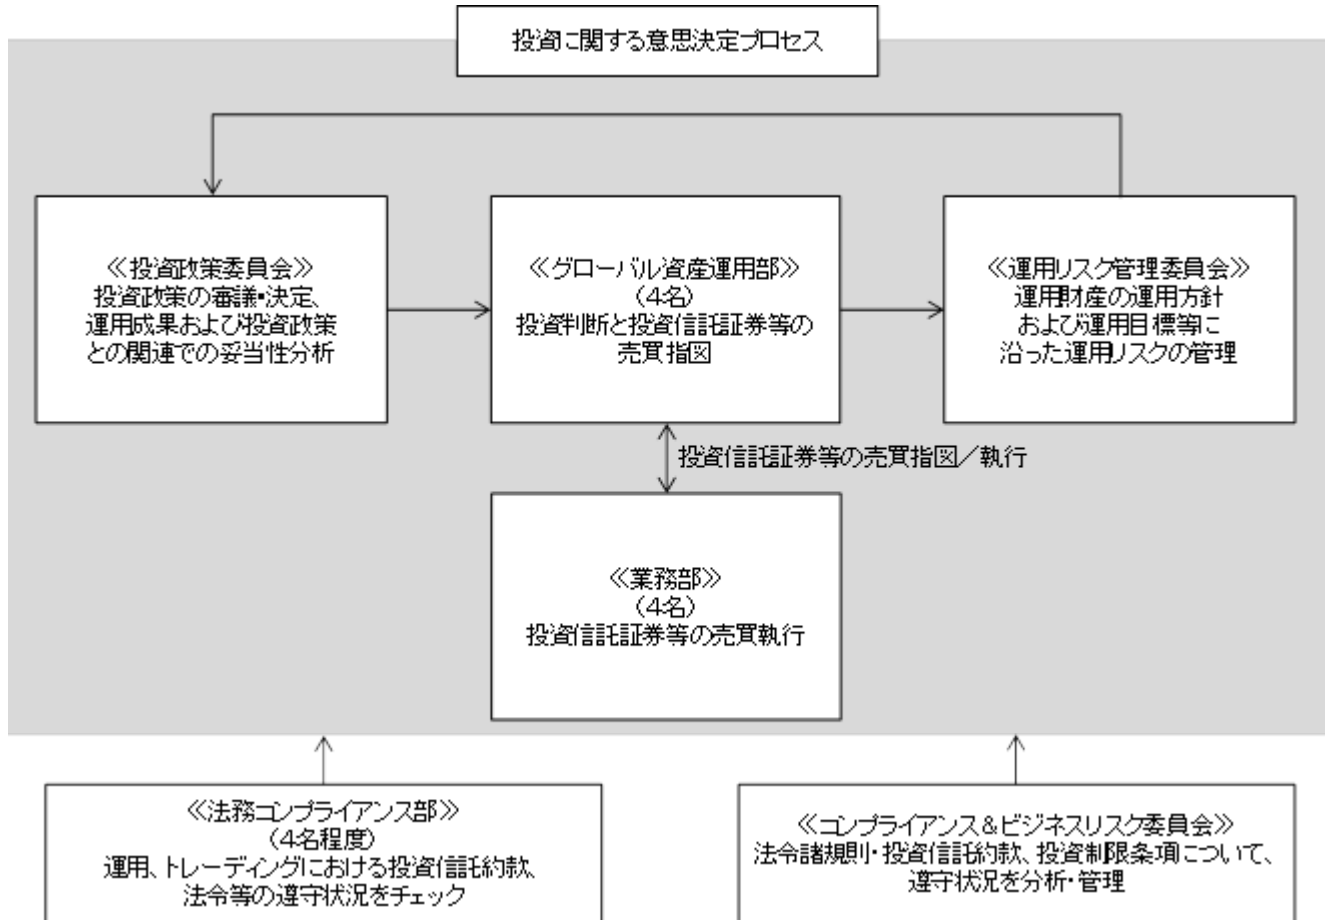 投資に関する意思決定プロセス
≪投資政策委員会≫
投資政策の審議・決定、
運用成果および投資政策
との関連での妥当性分析
≪グローバル資産運用部≫
(4名)
投資判断と投資信託証券等の
売買指図
≪運用リスク管理委員会≫
運用財産の運用方針
および運用目標等に
沿った運用リスクの管理
投資信託証券等の売買指図／執行
≪業務部≫
(4名)
投資信託証券等の売買執行
≪法務コンプライアンス部≫
(4名程度)
運用、トレーディングにおける投資信託約款、
法令等の遵守状況をチェック
≪コンプライアンス＆ビジネスリスク委員会≫
法令諸規則・投資信託約款、投資制限条項について、
遵守状況を分析・管理